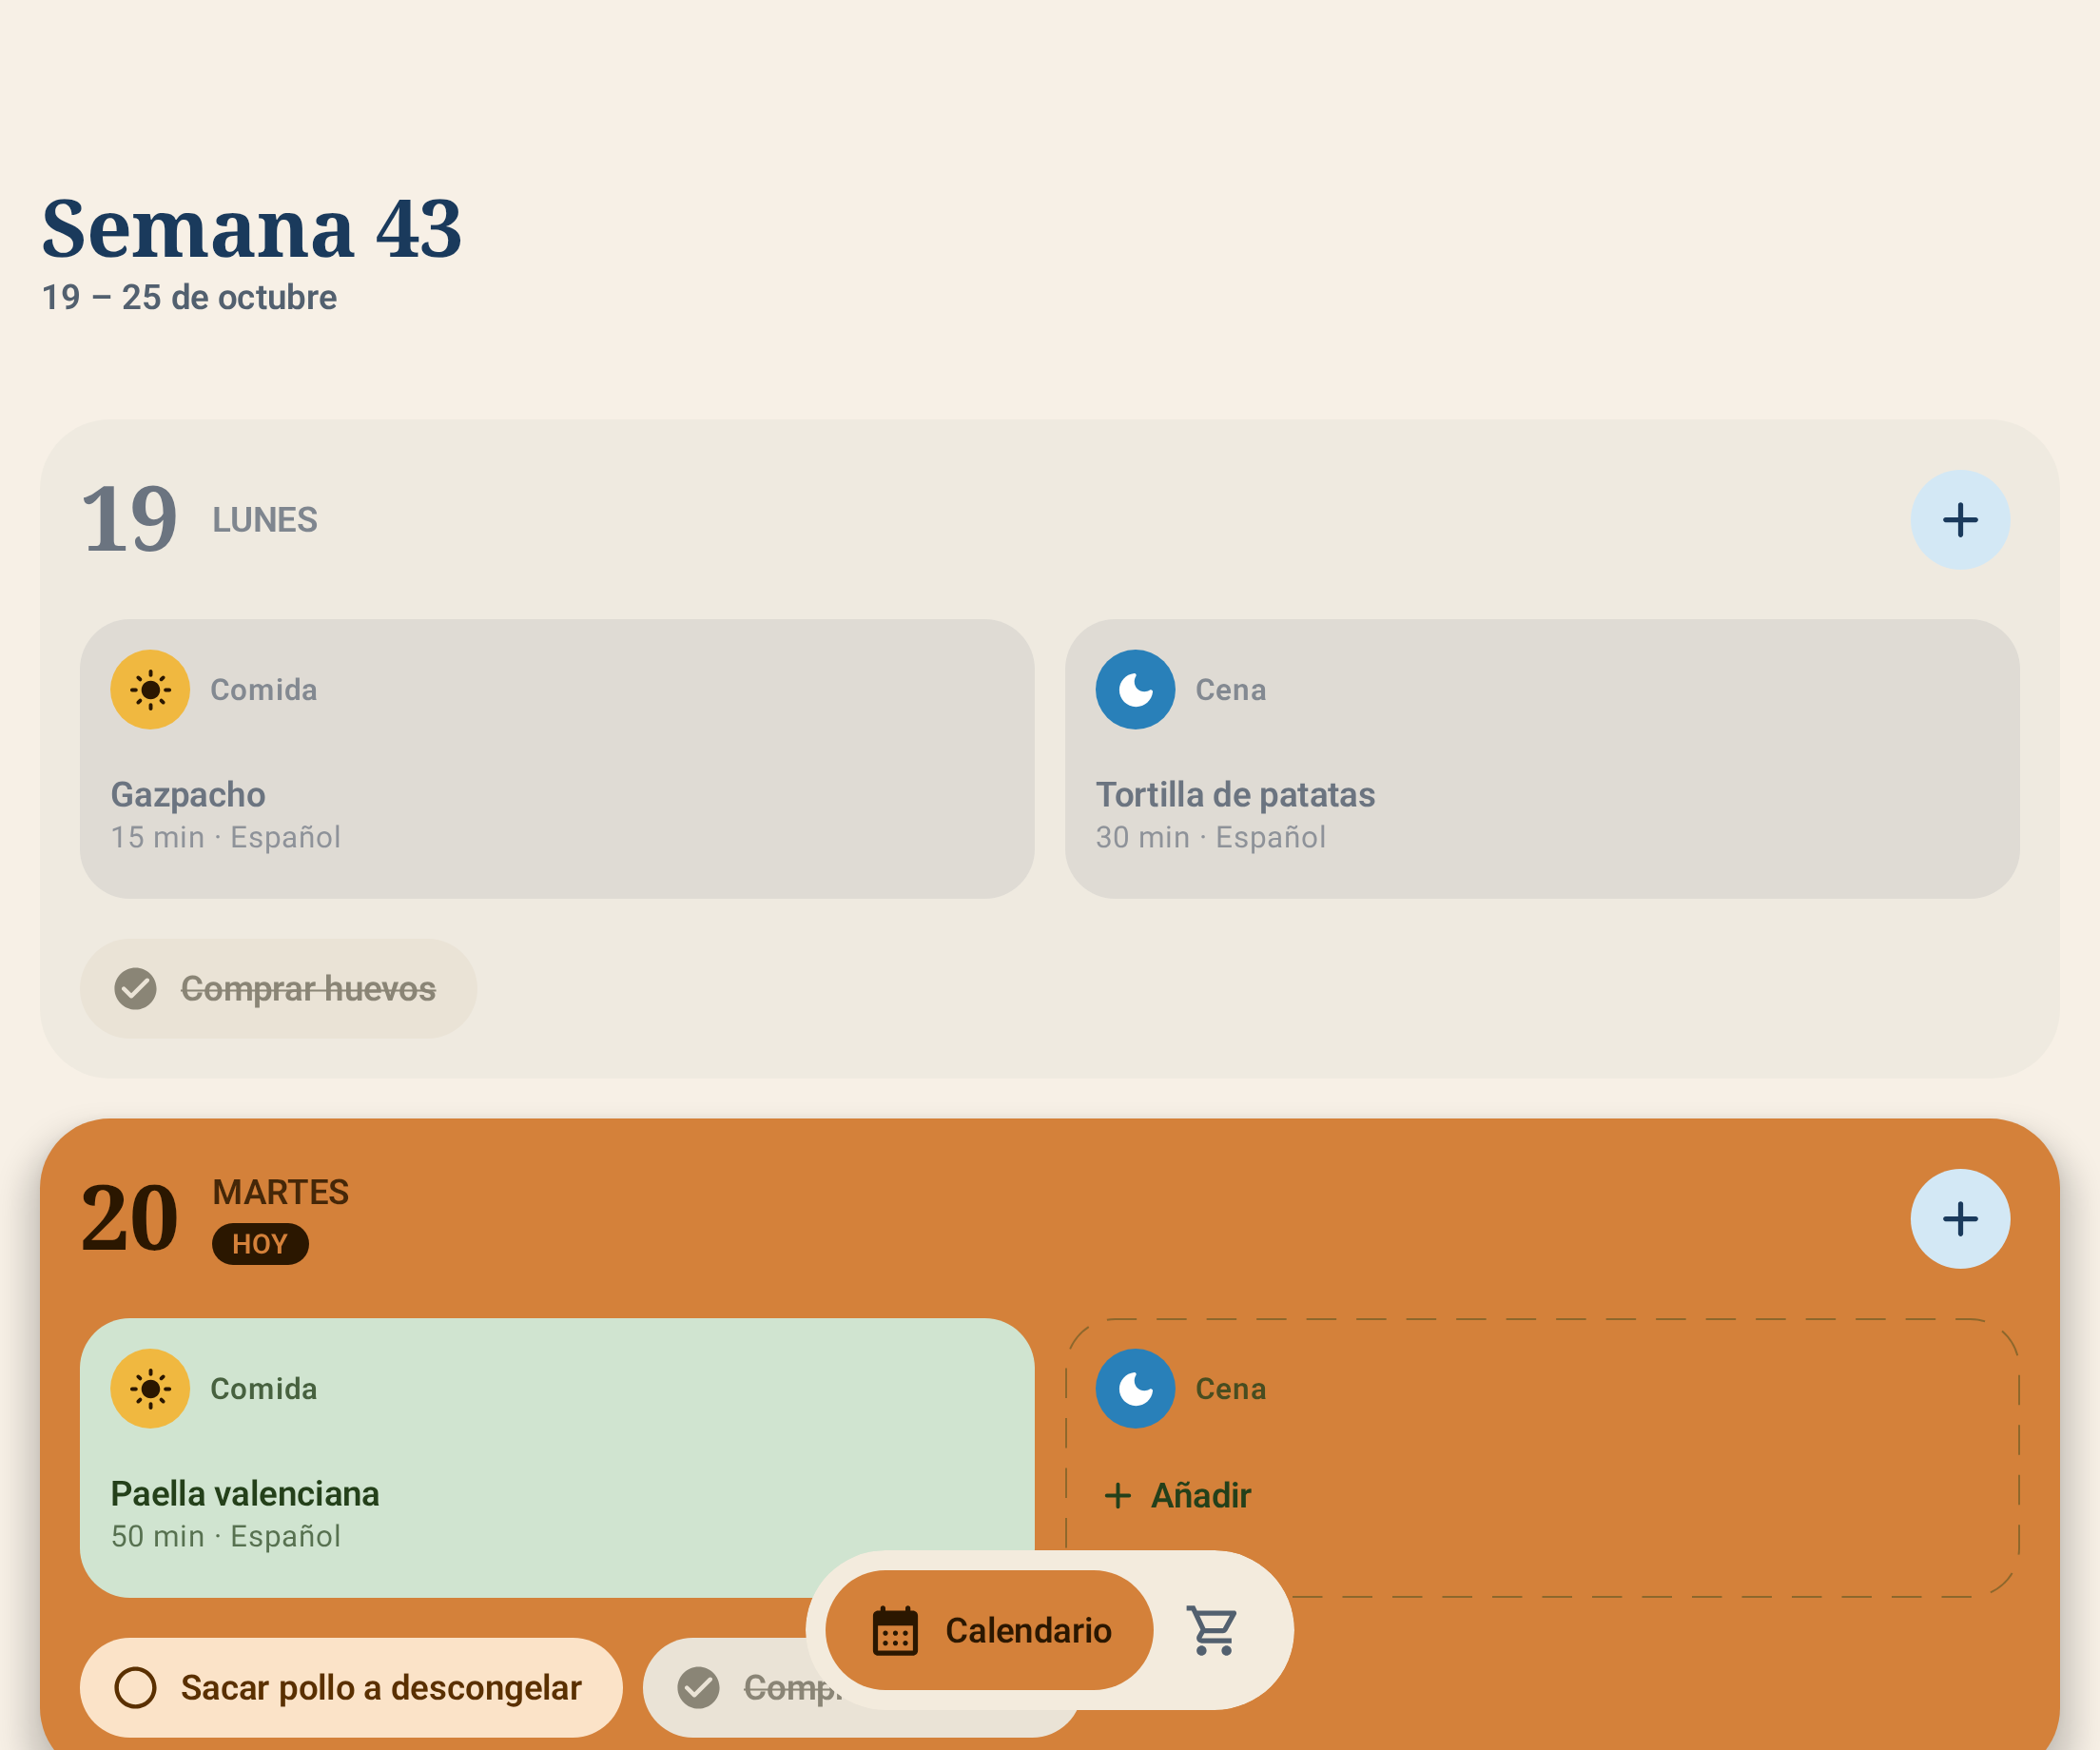 Semana 43
19 – 25 de octubre
19 LUNES
Comida
Gazpacho
15 min · Español
Cena
Tortilla de patatas
30 min · Español
Comprar huevos
20 MARTES
HOY
Comida
Paella valenciana
50 min · Español
Cena
+ Añadir
Sacar pollo a descongelar
Calendario